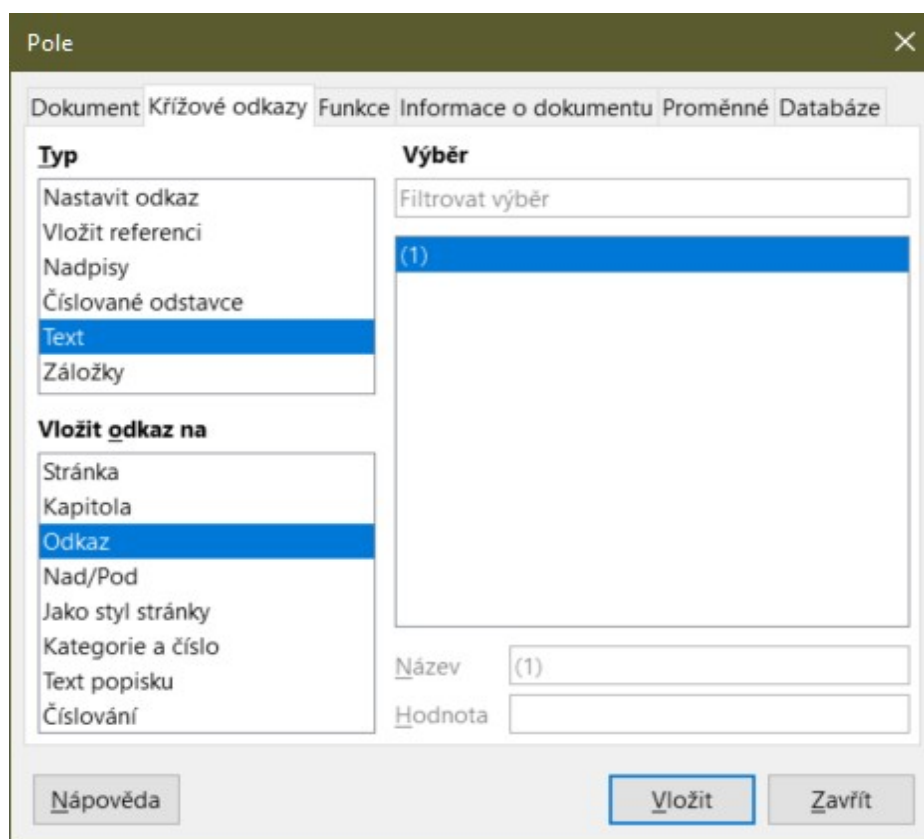 Pole
Dokument Křížové odkazy Funkce Informace o dokumentu Proměnné Databáze
Typ
Nastavit odkaz
Vložit referenci
Nadpisy
Číslované odstavce
Text
Záložky
Vložit odkaz na
Stránka
Kapitola
Odkaz
Nad/Pod
Jako styl stránky
Kategorie a číslo
Text popisku
Číslování
Výběr
Filtrovat výběr
(1)
Název (1)
Hodnota
Nápověda Vložit Zavřít